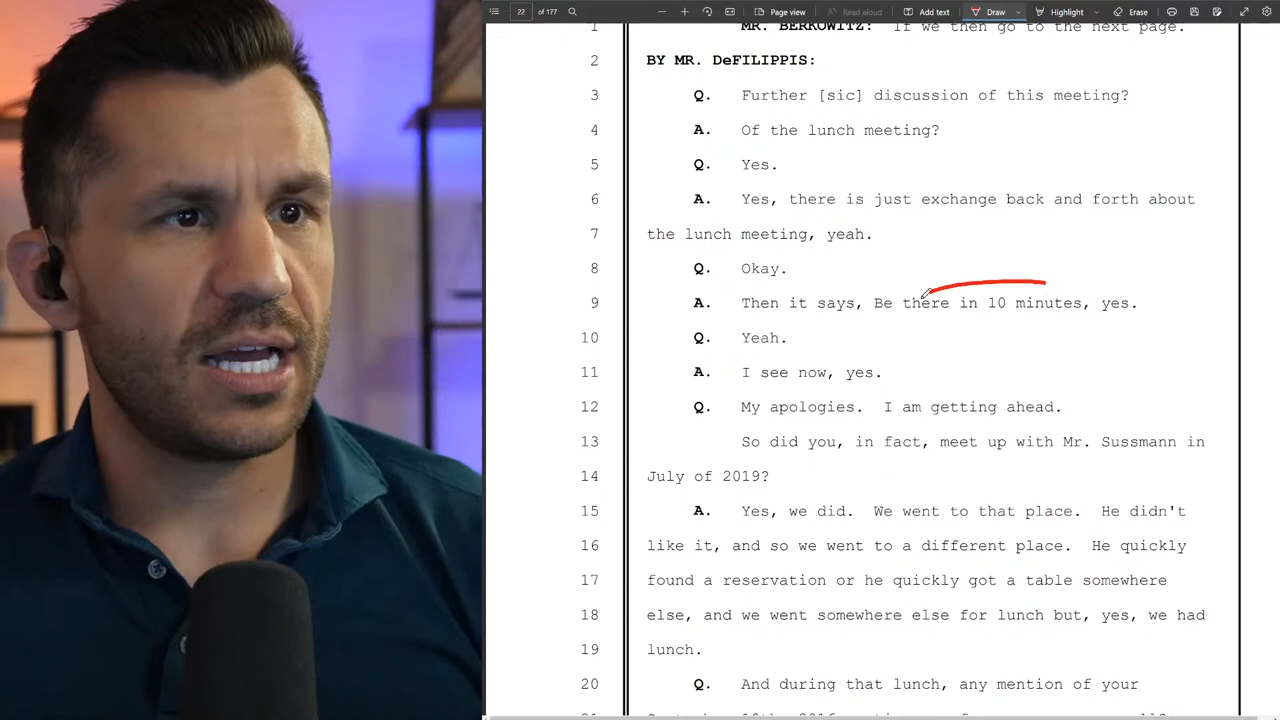 22 of 177 Page view Read aloud Add text Draw Highlight Erase
1 MR. BERKOWITZ: If we then go to the next page.
2 BY MR. DeFILIPPIS:
3 Q. Further [sic] discussion of this meeting?
4 A. Of the lunch meeting?
5 Q. Yes.
6 A. Yes, there is just exchange back and forth about
7 the lunch meeting, yeah.
8 Q. Okay.
9 A. Then it says, Be there in 10 minutes, yes.
10 Q. Yeah.
11 A. I see now, yes.
12 Q. My apologies. I am getting ahead.
13 So did you, in fact, meet up with Mr. Sussmann in
14 July of 2019?
15 A. Yes, we did. We went to that place. He didn't
16 like it, and so we went to a different place. He quickly
17 found a reservation or he quickly got a table somewhere
18 else, and we went somewhere else for lunch but, yes, we had
19 lunch.
20 Q. And during that lunch, any mention of your